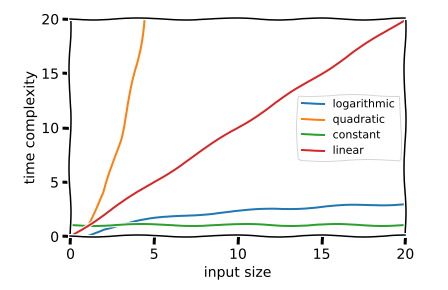 20
15
10
5
0
time complexity
logarithmic
quadratic
constant
linear
0 5 10 15 20
input size